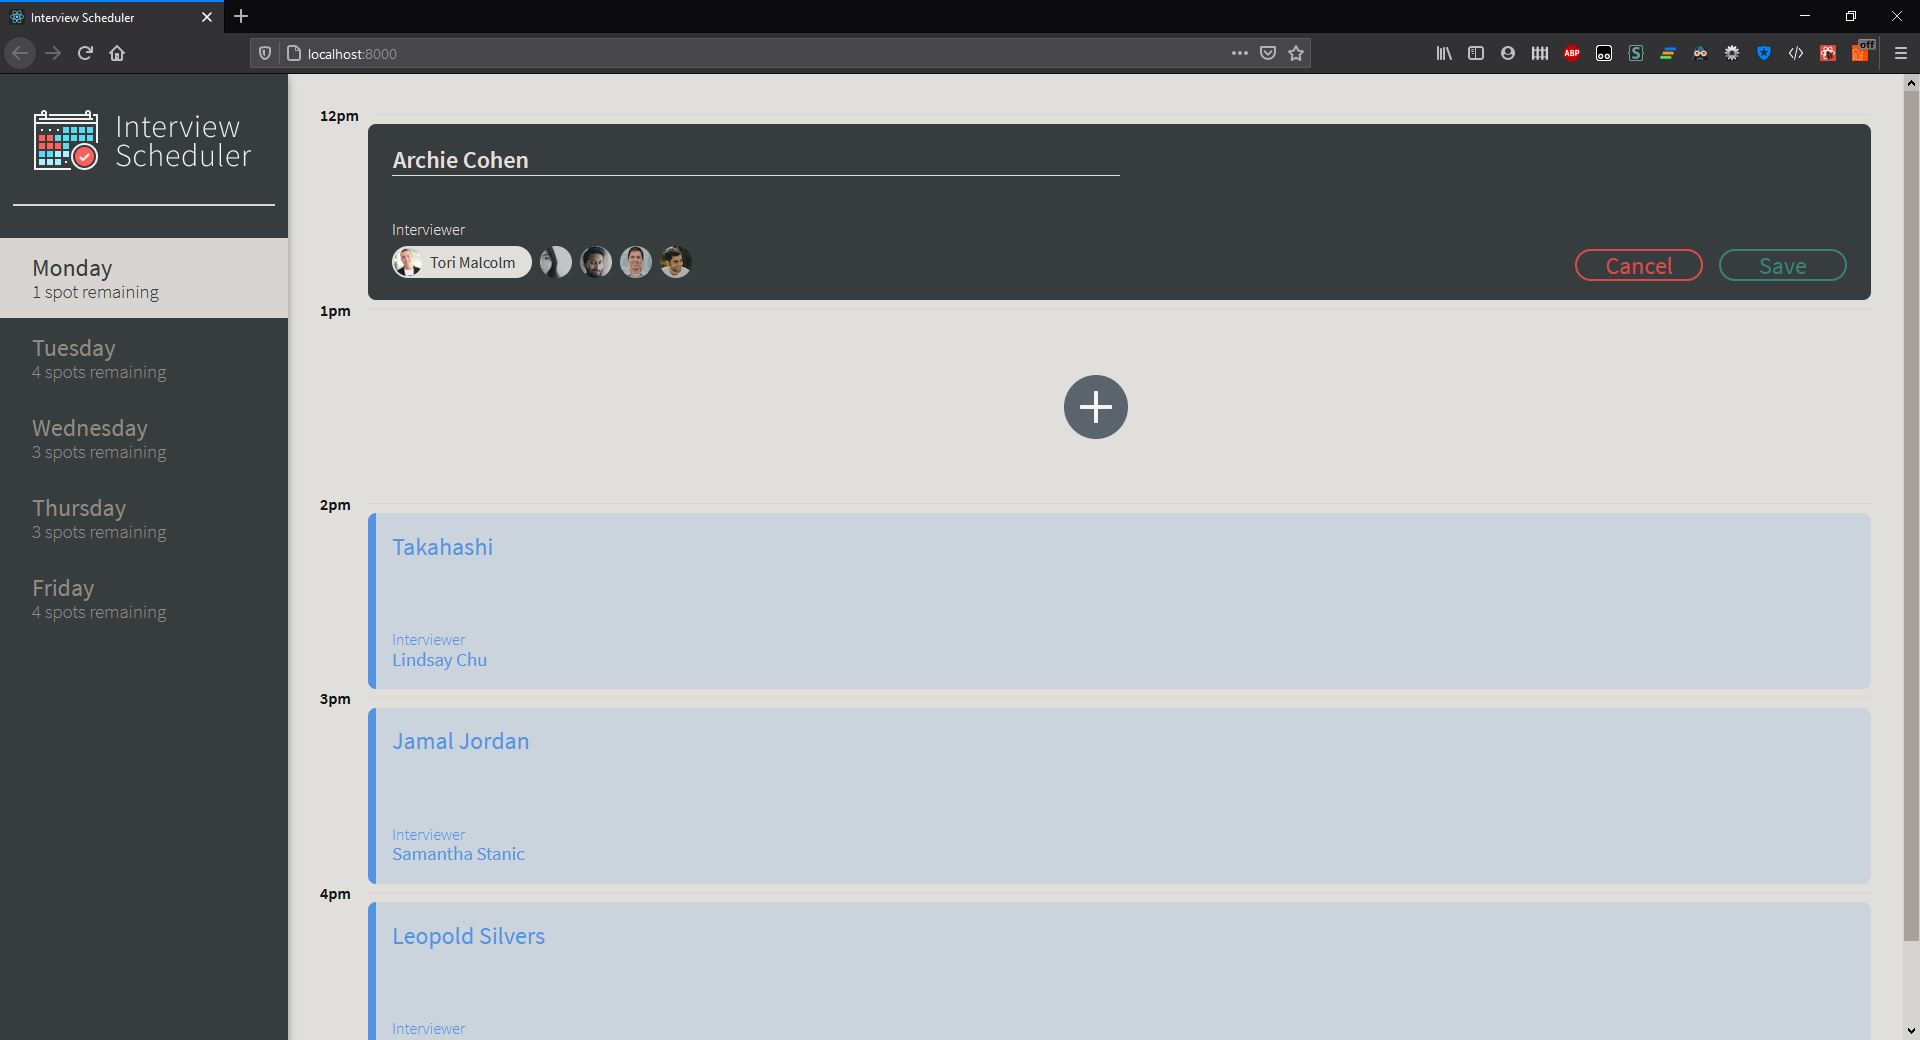 Interview Scheduler
localhost:8000
ABP
S
off
Interview
Scheduler
Monday
1 spot remaining
Tuesday
4 spots remaining
Wednesday
3 spots remaining
Thursday
3 spots remaining
Friday
4 spots remaining
12pm
Archie Cohen
Interviewer
Tori Malcolm
Cancel
Save
1pm
2pm
Takahashi
Interviewer
Lindsay Chu
3pm
Jamal Jordan
Interviewer
Samantha Stanic
4pm
Leopold Silvers
Interviewer